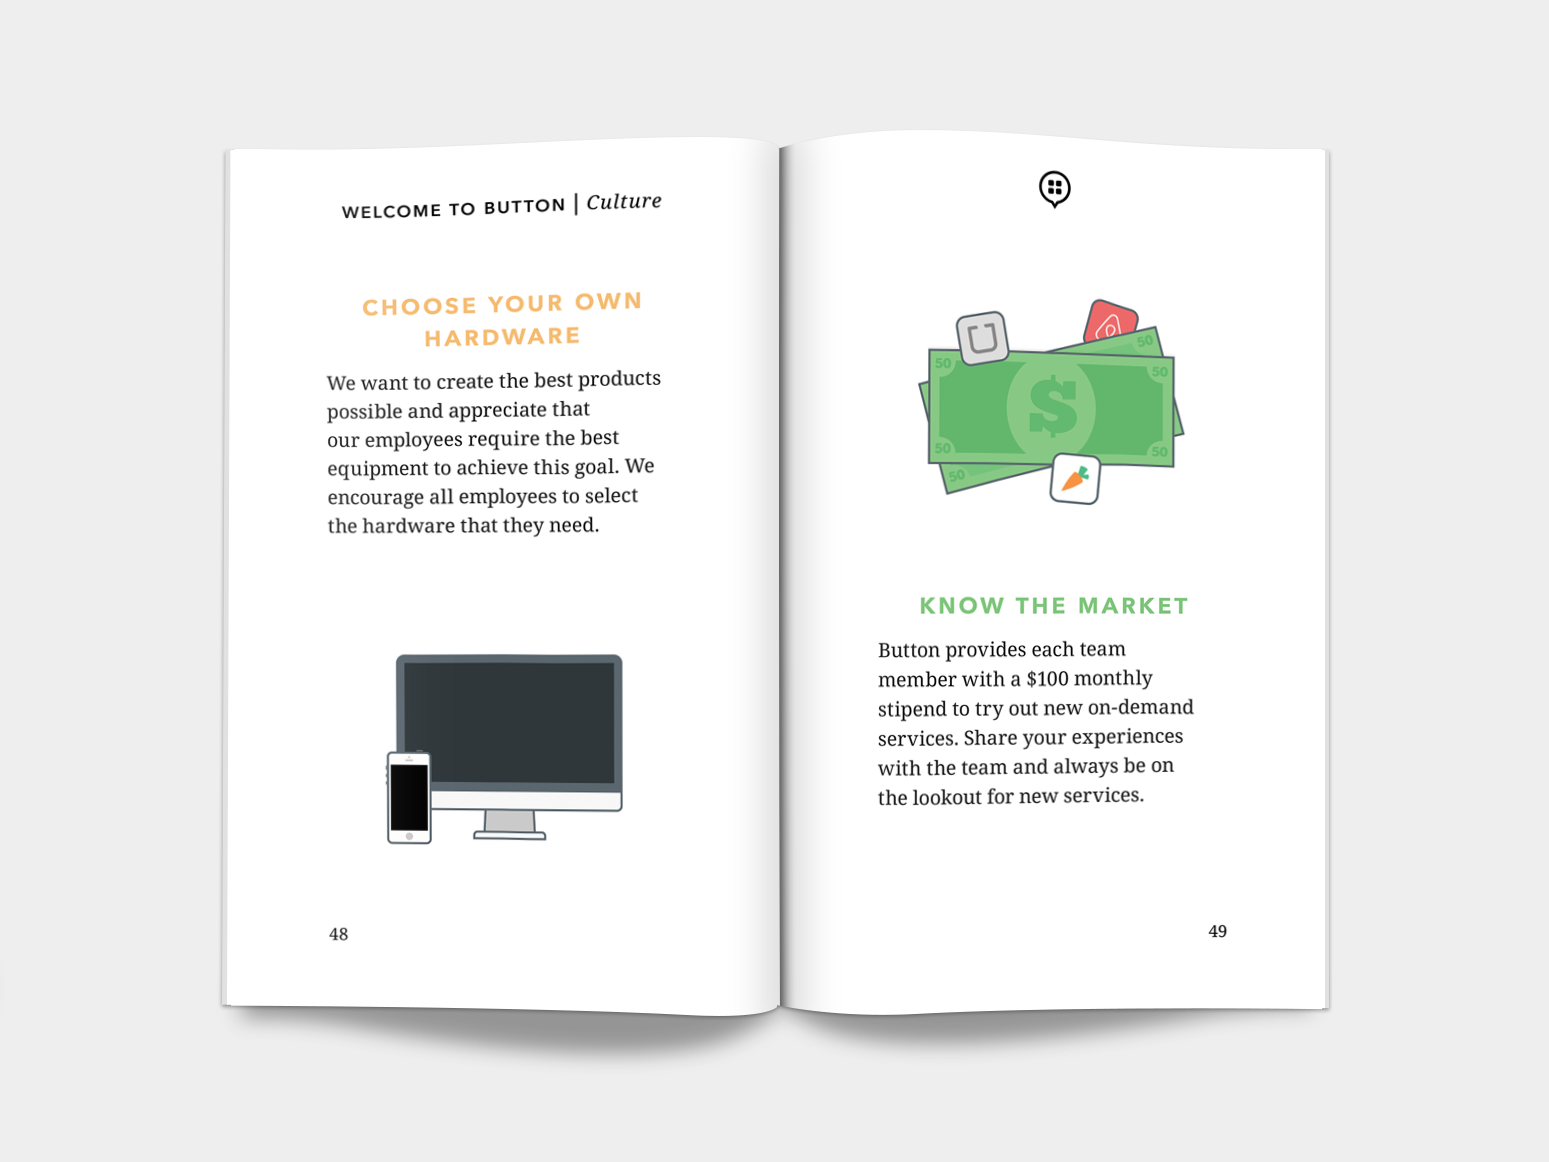 WELCOME TO BUTTON | Culture
CHOOSE YOUR OWN
HARDWARE
We want to create the best products
possible and appreciate that
our employees require the best
equipment to achieve this goal. We
encourage all employees to select
the hardware that they need.
48
50
50
50
$
50
50
50
KNOW THE MARKET
Button provides each team
member with a $100 monthly
stipend to try out new on-demand
services. Share your experiences
with the team and always be on
the lookout for new services.
49